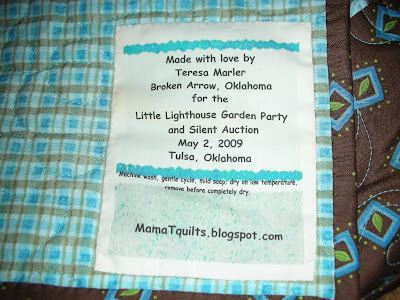 Made with love by
Teresa Marler
Broken Arrow, Oklahoma
for the
Little Lighthouse Garden Party
and Silent Auction
May 2, 2009
Tulsa, Oklahoma
Machine wash, gentle cycle, mild soap; dry on low temperature,
remove before completely dry.
MamaTquilts.blogspot.com